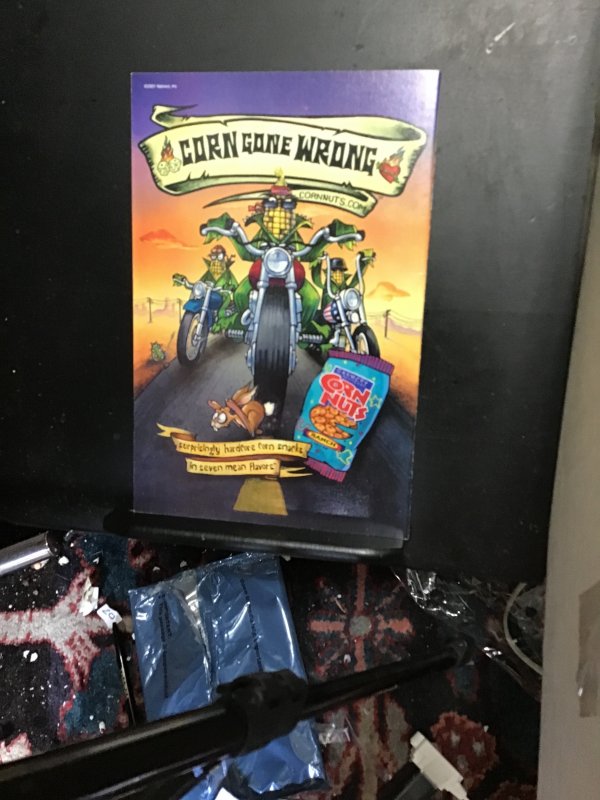 CORN GONE WRONG
CORNNUTS.COM
CORN
NUTS
RANCH
surprisingly hardcore corn snacks
in seven mean flavors